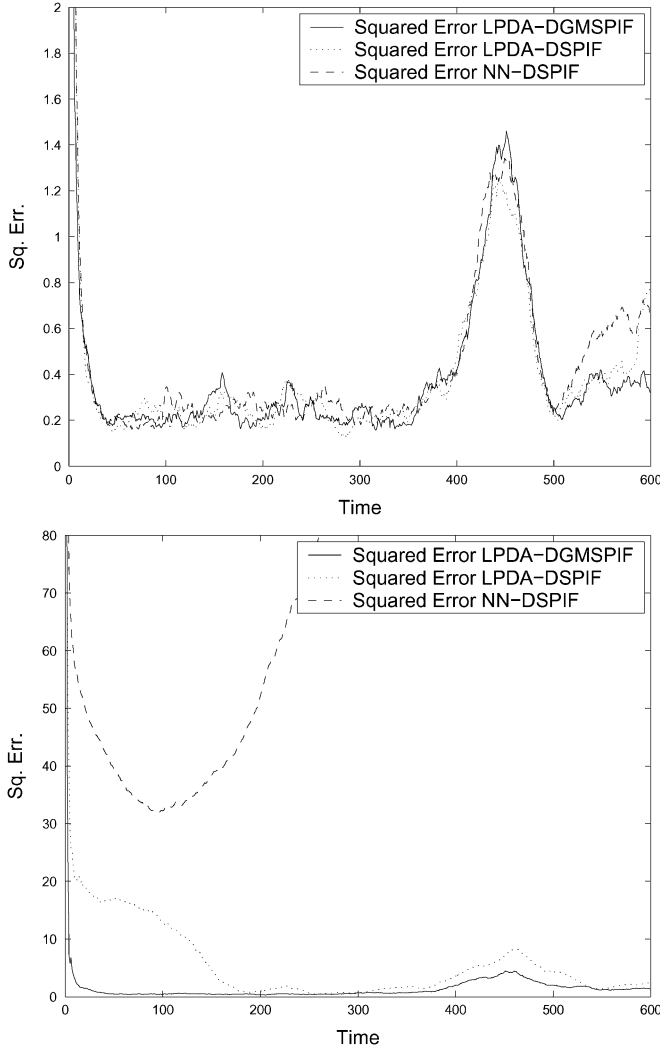 2
1.8
1.6
1.4
1.2
1
0.8
0.6
0.4
0.2
0
Sq. Err.
Squared Error LPDA−DGMSPIF
Squared Error LPDA−DSPIF
Squared Error NN−DSPIF
0 100 200 300 400 500 600
Time
80
70
60
50
40
30
20
10
0
Sq. Err.
Squared Error LPDA−DGMSPIF
Squared Error LPDA−DSPIF
Squared Error NN−DSPIF
0 100 200 300 400 500 600
Time